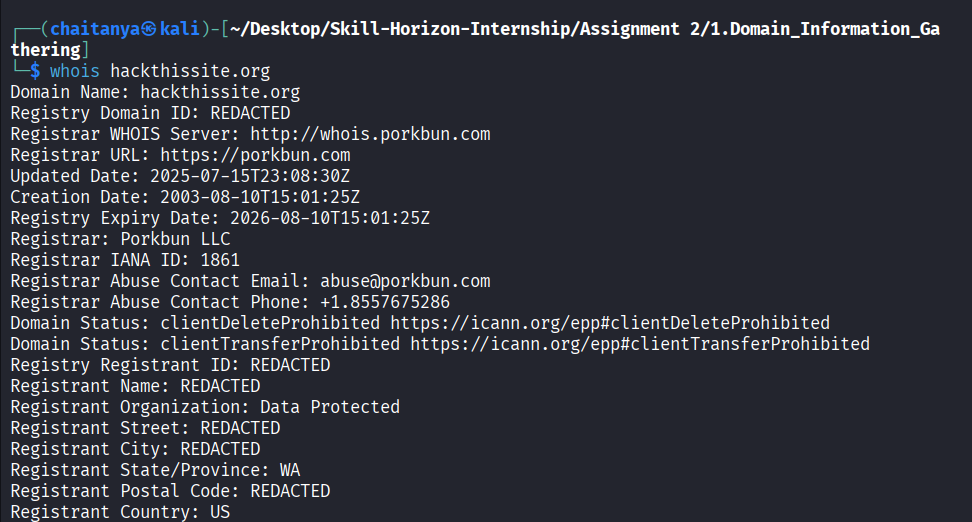 ┌──(chaitanya㉿kali)-[~/Desktop/Skill-Horizon-Internship/Assignment 2/1.Domain_Information_Ga
thering]
└─$ whois hackthissite.org
Domain Name: hackthissite.org
Registry Domain ID: REDACTED
Registrar WHOIS Server: http://whois.porkbun.com
Registrar URL: https://porkbun.com
Updated Date: 2025-07-15T23:08:30Z
Creation Date: 2003-08-10T15:01:25Z
Registry Expiry Date: 2026-08-10T15:01:25Z
Registrar: Porkbun LLC
Registrar IANA ID: 1861
Registrar Abuse Contact Email: abuse@porkbun.com
Registrar Abuse Contact Phone: +1.8557675286
Domain Status: clientDeleteProhibited https://icann.org/epp#clientDeleteProhibited
Domain Status: clientTransferProhibited https://icann.org/epp#clientTransferProhibited
Registry Registrant ID: REDACTED
Registrant Name: REDACTED
Registrant Organization: Data Protected
Registrant Street: REDACTED
Registrant City: REDACTED
Registrant State/Province: WA
Registrant Postal Code: REDACTED
Registrant Country: US